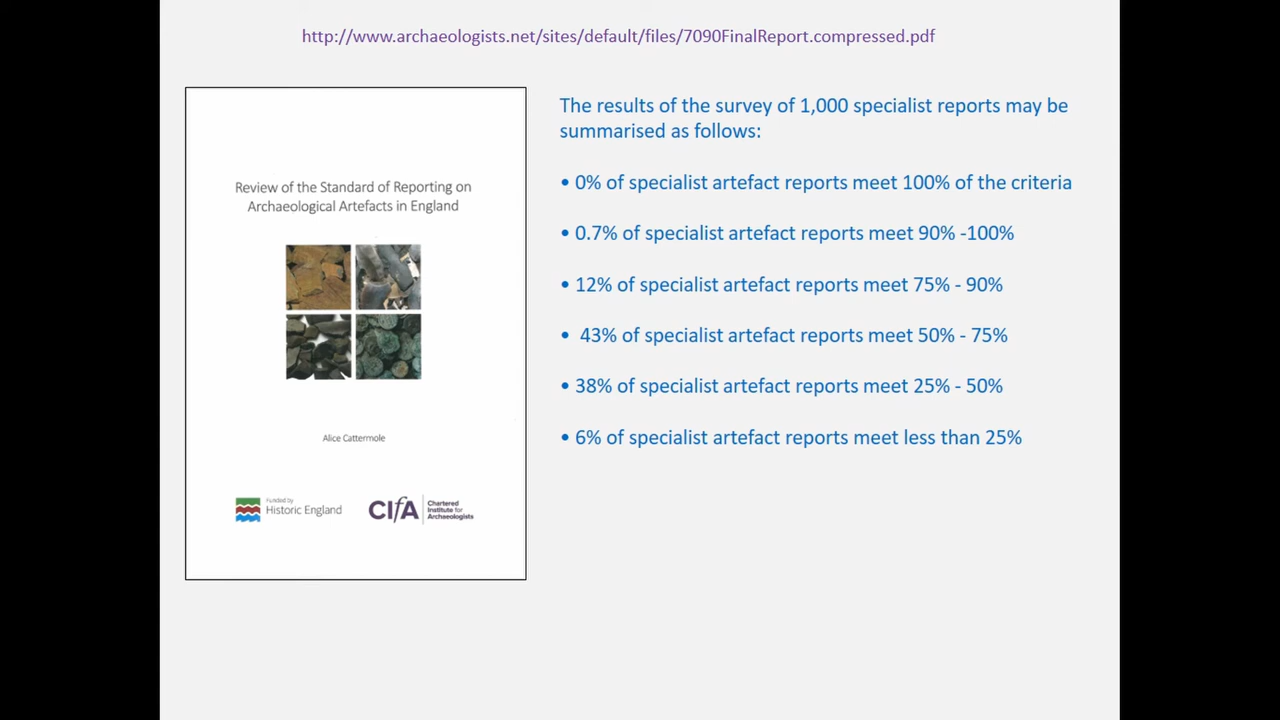 http://www.archaeologists.net/sites/default/files/7090FinalReport.compressed.pdf
Review of the Standard of Reporting on
Archaeological Artefacts in England
Alice Cattermole
Funded by
Historic England
CIfA
Chartered
Institute for
Archaeologists
The results of the survey of 1,000 specialist reports may be
summarised as follows:
• 0% of specialist artefact reports meet 100% of the criteria
• 0.7% of specialist artefact reports meet 90% -100%
• 12% of specialist artefact reports meet 75% - 90%
• 43% of specialist artefact reports meet 50% - 75%
• 38% of specialist artefact reports meet 25% - 50%
• 6% of specialist artefact reports meet less than 25%